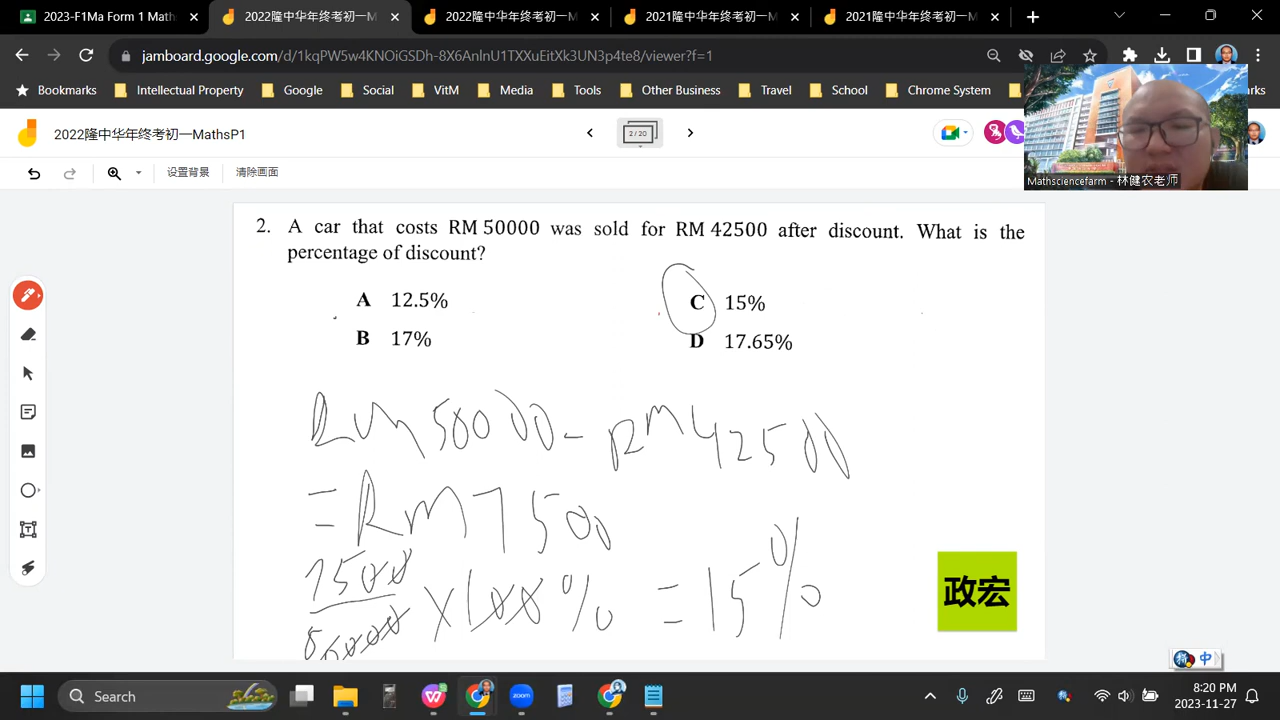 2023-F1Ma Form 1 Maths
2022隆中华年终考初一M
2022隆中华年终考初一M
2021隆中华年终考初一M
2021隆中华年终考初一M
jamboard.google.com/d/1kqPW5w4KNOiGSDh-8X6AnlnU1TXXuEitXk3UN3p4te8/viewer?f=1
Bookmarks Intellectual Property Google Social VitM Media Tools Other Business Travel School Chrome System
2022隆中华年终考初一MathsP1
2 / 20
Mathsciencefarm - 林健农老师
设置背景 清除画面
2. A car that costs RM 50000 was sold for RM 42500 after discount. What is the
percentage of discount?
A 12.5% C 15%
B 17% D 17.65%
RM50000 - RM42500
= RM7500
7500/50000 × 100% = 15%
政宏
中
Search
zoom
8:20 PM
2023-11-27